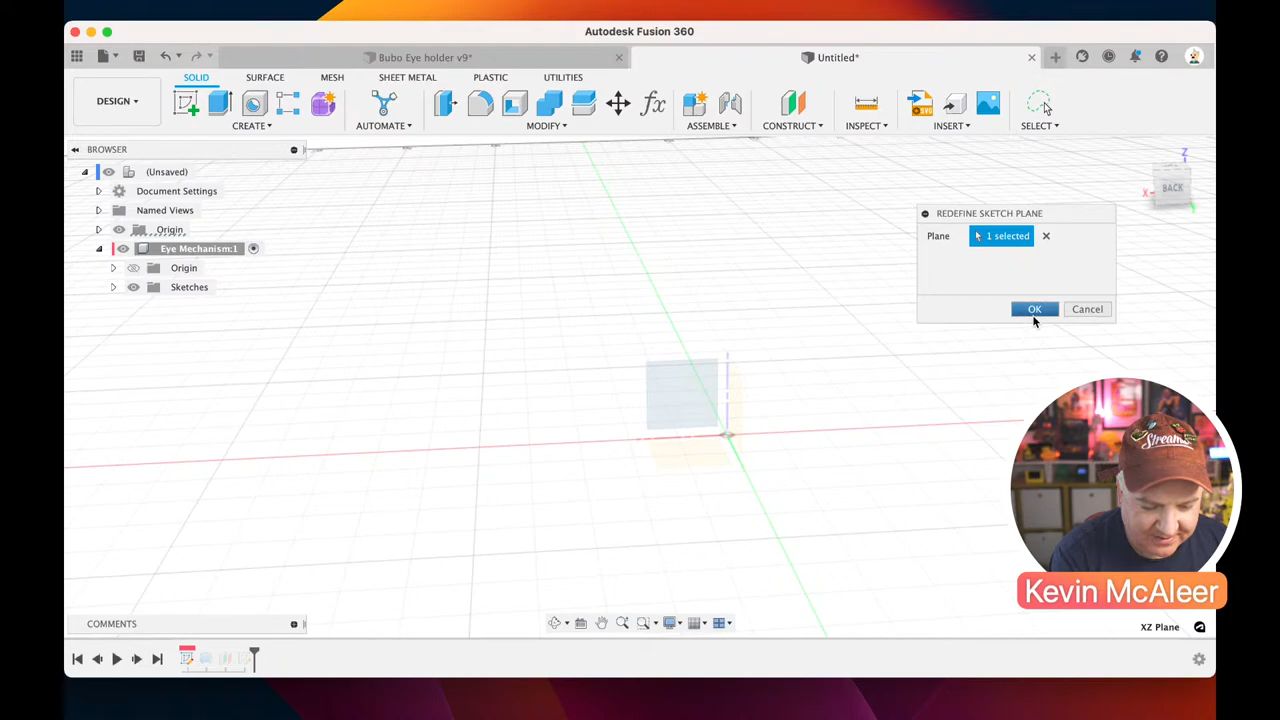 Autodesk Fusion 360
Bubo Eye holder v9*
Untitled*
DESIGN
SOLID
SURFACE
MESH
SHEET METAL
PLASTIC
UTILITIES
CREATE
AUTOMATE
MODIFY
ASSEMBLE
CONSTRUCT
INSPECT
INSERT
SELECT
BROWSER
(Unsaved)
Document Settings
Named Views
Origin
Eye Mechanism:1
Origin
Sketches
Z
X
BACK
REDEFINE SKETCH PLANE
Plane
1 selected
OK
Cancel
Streams
Kevin McAleer
XZ Plane
COMMENTS